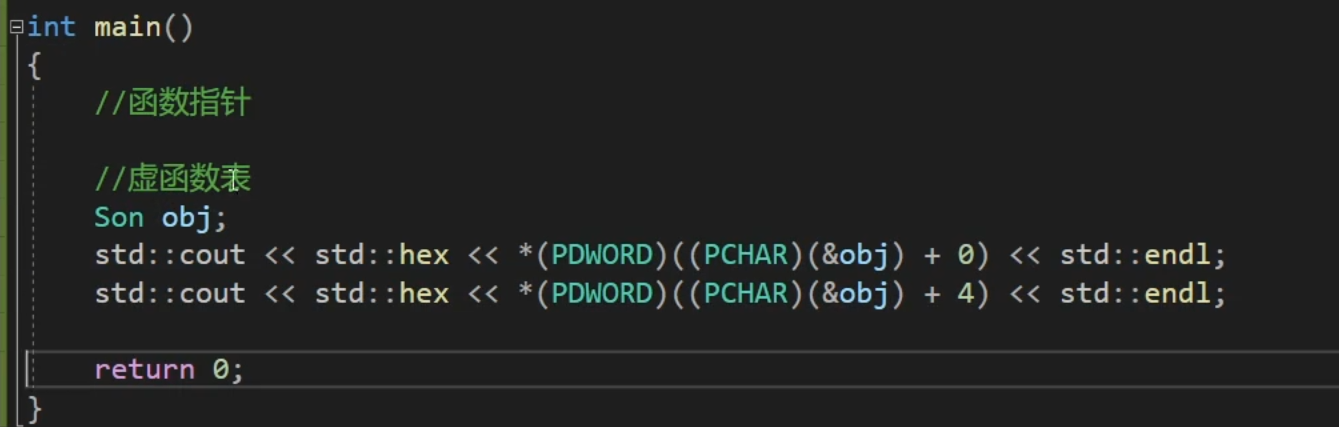 int main()
{
//函数指针
//虚函数表
Son obj;
std::cout << std::hex << *(PDWORD)((PCHAR)(&obj) + 0) << std::endl;
std::cout << std::hex << *(PDWORD)((PCHAR)(&obj) + 4) << std::endl;
return 0;
}